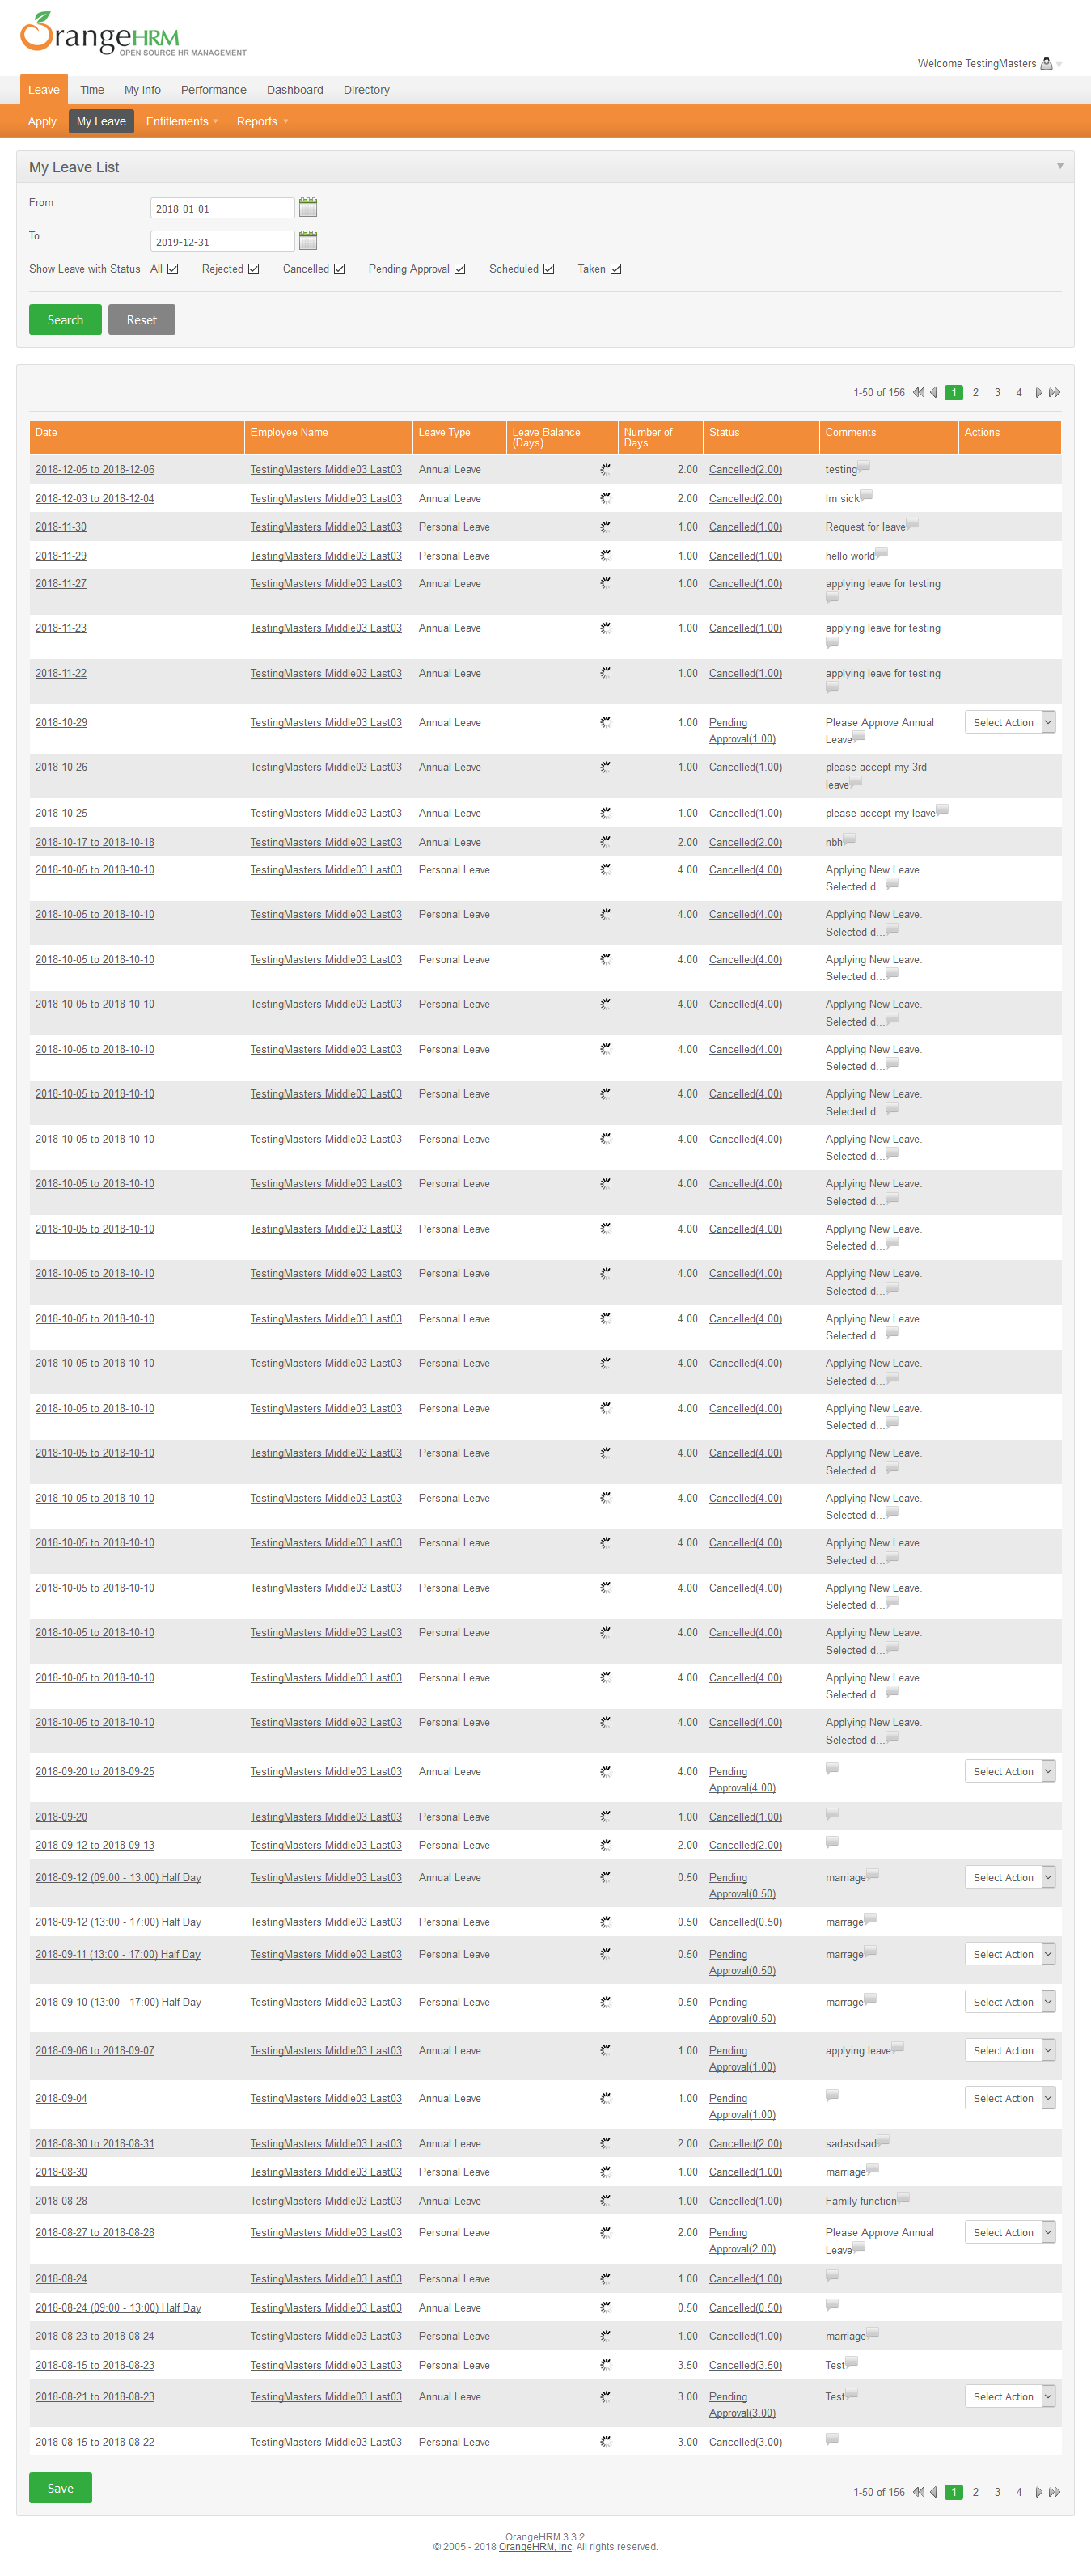 OrangeHRM
OPEN SOURCE HR MANAGEMENT
Welcome TestingMasters
Leave Time My Info Performance Dashboard Directory
Apply My Leave Entitlements Reports
My Leave List
From 2018-01-01
To 2019-12-31
Show Leave with Status All Rejected Cancelled Pending Approval Scheduled Taken
Search Reset
1-50 of 156 1 2 3 4
Date Employee Name Leave Type Leave Balance Number of Status Comments Actions
(Days) Days
2018-12-05 to 2018-12-06 TestingMasters Middle03 Last03 Annual Leave 2.00 Cancelled(2.00) testing
2018-12-03 to 2018-12-04 TestingMasters Middle03 Last03 Annual Leave 2.00 Cancelled(2.00) Im sick
2018-11-30 TestingMasters Middle03 Last03 Personal Leave 1.00 Cancelled(1.00) Request for leave
2018-11-29 TestingMasters Middle03 Last03 Personal Leave 1.00 Cancelled(1.00) hello world
2018-11-27 TestingMasters Middle03 Last03 Annual Leave 1.00 Cancelled(1.00) applying leave for testing
2018-11-23 TestingMasters Middle03 Last03 Annual Leave 1.00 Cancelled(1.00) applying leave for testing
2018-11-22 TestingMasters Middle03 Last03 Annual Leave 1.00 Cancelled(1.00) applying leave for testing
2018-10-29 TestingMasters Middle03 Last03 Annual Leave 1.00 Pending Please Approve Annual Select Action
Approval(1.00) Leave
2018-10-26 TestingMasters Middle03 Last03 Annual Leave 1.00 Cancelled(1.00) please accept my 3rd
leave
2018-10-25 TestingMasters Middle03 Last03 Annual Leave 1.00 Cancelled(1.00) please accept my leave
2018-10-17 to 2018-10-18 TestingMasters Middle03 Last03 Annual Leave 2.00 Cancelled(2.00) nbh
2018-10-05 to 2018-10-10 TestingMasters Middle03 Last03 Personal Leave 4.00 Cancelled(4.00) Applying New Leave.
Selected d...
2018-10-05 to 2018-10-10 TestingMasters Middle03 Last03 Personal Leave 4.00 Cancelled(4.00) Applying New Leave.
Selected d...
2018-10-05 to 2018-10-10 TestingMasters Middle03 Last03 Personal Leave 4.00 Cancelled(4.00) Applying New Leave.
Selected d...
2018-10-05 to 2018-10-10 TestingMasters Middle03 Last03 Personal Leave 4.00 Cancelled(4.00) Applying New Leave.
Selected d...
2018-10-05 to 2018-10-10 TestingMasters Middle03 Last03 Personal Leave 4.00 Cancelled(4.00) Applying New Leave.
Selected d...
2018-10-05 to 2018-10-10 TestingMasters Middle03 Last03 Personal Leave 4.00 Cancelled(4.00) Applying New Leave.
Selected d...
2018-10-05 to 2018-10-10 TestingMasters Middle03 Last03 Personal Leave 4.00 Cancelled(4.00) Applying New Leave.
Selected d...
2018-10-05 to 2018-10-10 TestingMasters Middle03 Last03 Personal Leave 4.00 Cancelled(4.00) Applying New Leave.
Selected d...
2018-10-05 to 2018-10-10 TestingMasters Middle03 Last03 Personal Leave 4.00 Cancelled(4.00) Applying New Leave.
Selected d...
2018-10-05 to 2018-10-10 TestingMasters Middle03 Last03 Personal Leave 4.00 Cancelled(4.00) Applying New Leave.
Selected d...
2018-10-05 to 2018-10-10 TestingMasters Middle03 Last03 Personal Leave 4.00 Cancelled(4.00) Applying New Leave.
Selected d...
2018-10-05 to 2018-10-10 TestingMasters Middle03 Last03 Personal Leave 4.00 Cancelled(4.00) Applying New Leave.
Selected d...
2018-10-05 to 2018-10-10 TestingMasters Middle03 Last03 Personal Leave 4.00 Cancelled(4.00) Applying New Leave.
Selected d...
2018-10-05 to 2018-10-10 TestingMasters Middle03 Last03 Personal Leave 4.00 Cancelled(4.00) Applying New Leave.
Selected d...
2018-10-05 to 2018-10-10 TestingMasters Middle03 Last03 Personal Leave 4.00 Cancelled(4.00) Applying New Leave.
Selected d...
2018-10-05 to 2018-10-10 TestingMasters Middle03 Last03 Personal Leave 4.00 Cancelled(4.00) Applying New Leave.
Selected d...
2018-10-05 to 2018-10-10 TestingMasters Middle03 Last03 Personal Leave 4.00 Cancelled(4.00) Applying New Leave.
Selected d...
2018-10-05 to 2018-10-10 TestingMasters Middle03 Last03 Personal Leave 4.00 Cancelled(4.00) Applying New Leave.
Selected d...
2018-10-05 to 2018-10-10 TestingMasters Middle03 Last03 Personal Leave 4.00 Cancelled(4.00) Applying New Leave.
Selected d...
2018-10-05 to 2018-10-10 TestingMasters Middle03 Last03 Personal Leave 4.00 Cancelled(4.00) Applying New Leave.
Selected d...
2018-09-20 to 2018-09-25 TestingMasters Middle03 Last03 Annual Leave 4.00 Pending Select Action
Approval(4.00)
2018-09-20 TestingMasters Middle03 Last03 Personal Leave 1.00 Cancelled(1.00)
2018-09-12 to 2018-09-13 TestingMasters Middle03 Last03 Personal Leave 2.00 Cancelled(2.00)
2018-09-12 (09:00 - 13:00) Half Day TestingMasters Middle03 Last03 Annual Leave 0.50 Pending marriage Select Action
Approval(0.50)
2018-09-12 (13:00 - 17:00) Half Day TestingMasters Middle03 Last03 Personal Leave 0.50 Cancelled(0.50) marrage
2018-09-11 (13:00 - 17:00) Half Day TestingMasters Middle03 Last03 Personal Leave 0.50 Pending marrage Select Action
Approval(0.50)
2018-09-10 (13:00 - 17:00) Half Day TestingMasters Middle03 Last03 Personal Leave 0.50 Pending marrage Select Action
Approval(0.50)
2018-09-06 to 2018-09-07 TestingMasters Middle03 Last03 Annual Leave 1.00 Pending applying leave Select Action
Approval(1.00)
2018-09-04 TestingMasters Middle03 Last03 Annual Leave 1.00 Pending Select Action
Approval(1.00)
2018-08-30 to 2018-08-31 TestingMasters Middle03 Last03 Annual Leave 2.00 Cancelled(2.00) sadasdsad
2018-08-30 TestingMasters Middle03 Last03 Personal Leave 1.00 Cancelled(1.00) marriage
2018-08-28 TestingMasters Middle03 Last03 Annual Leave 1.00 Cancelled(1.00) Family function
2018-08-27 to 2018-08-28 TestingMasters Middle03 Last03 Personal Leave 2.00 Pending Please Approve Annual Select Action
Approval(2.00) Leave
2018-08-24 TestingMasters Middle03 Last03 Personal Leave 1.00 Cancelled(1.00)
2018-08-24 (09:00 - 13:00) Half Day TestingMasters Middle03 Last03 Annual Leave 0.50 Cancelled(0.50)
2018-08-23 to 2018-08-24 TestingMasters Middle03 Last03 Personal Leave 1.00 Cancelled(1.00) marriage
2018-08-15 to 2018-08-23 TestingMasters Middle03 Last03 Personal Leave 3.50 Cancelled(3.50) Test
2018-08-21 to 2018-08-23 TestingMasters Middle03 Last03 Annual Leave 3.00 Pending Test Select Action
Approval(3.00)
2018-08-15 to 2018-08-22 TestingMasters Middle03 Last03 Personal Leave 3.00 Cancelled(3.00)
Save 1-50 of 156 1 2 3 4
OrangeHRM 3.3.2
© 2005 - 2018 OrangeHRM, Inc. All rights reserved.